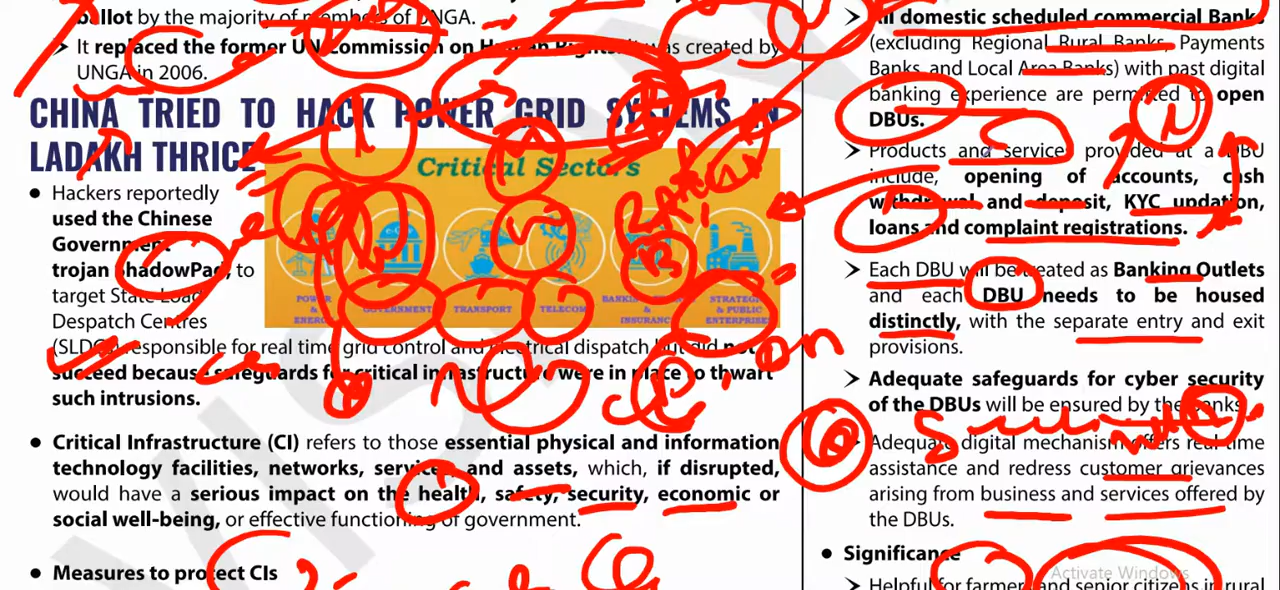 ballot by the majority of members of UNGA.
It replaced the former UN Commission on Human Rights. It was created by
UNGA in 2006.
CHINA TRIED TO HACK POWER GRID SYSTEMS IN
LADAKH THRICE
Critical Sectors
POWER & ENERGY
GOVERNMENT
TRANSPORT
TELECOM
INSURANCE
STRATEGIC & PUBLIC ENTERPRISES
● Hackers reportedly
used the Chinese
Government
trojan ShadowPad, to
target State Load
Despatch Centres
(SLDCs) responsible for real time grid control and electrical dispatch but did not
succeed because safeguards for critical infrastructure were in place to thwart
such intrusions.
● Critical Infrastructure (CI) refers to those essential physical and information
technology facilities, networks, services, and assets, which, if disrupted,
would have a serious impact on the health, safety, security, economic or
social well-being, or effective functioning of government.
● Measures to protect CIs
All domestic scheduled commercial Banks
(excluding Regional Rural Banks, Payments
Banks and Local Area Banks) with past digital
banking experience are permitted to open
DBUs.
Products and services provided at a DBU
include, opening of accounts, cash
withdrawal and deposit, KYC updation,
loans and complaint registrations.
Each DBU will be treated as Banking Outlets
and each DBU needs to be housed
distinctly, with the separate entry and exit
provisions.
Adequate safeguards for cyber security
of the DBUs will be ensured by the banks.
Adequate digital mechanism offers real time
assistance and redress customer grievances
arising from business and services offered by
the DBUs.
● Significance
Helpful for farmers and senior citizens in rural
Activate Windows